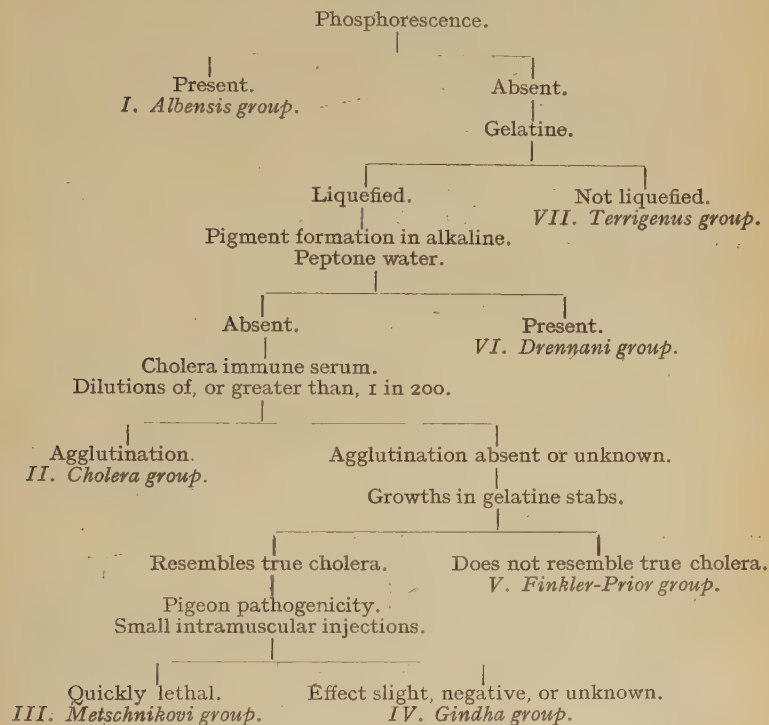 Phosphorescence.
Present. Absent.
I. Albensis group.
Gelatine.
Liquefied. Not liquefied.
VII. Terrigenus group.
Pigment formation in alkaline.
Peptone water.
Absent. Present.
VI. Drennani group.
Cholera immune serum.
Dilutions of, or greater than, 1 in 200.
Agglutination. Agglutination absent or unknown.
II. Cholera group.
Growths in gelatine stabs.
Resembles true cholera. Does not resemble true cholera.
V. Finkler-Prior group.
Pigeon pathogenicity.
Small intramuscular injections.
Quickly lethal. Effect slight, negative, or unknown.
III. Metschnikovi group. IV. Gindha group.